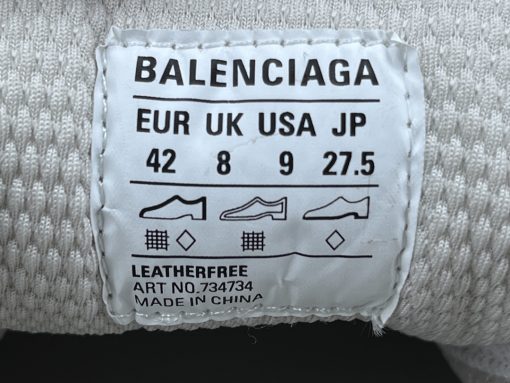 BALENCIAGA
EUR UK USA JP
42 8 9 27.5
LEATHERFREE
ART NO.734734
MADE IN CHINA